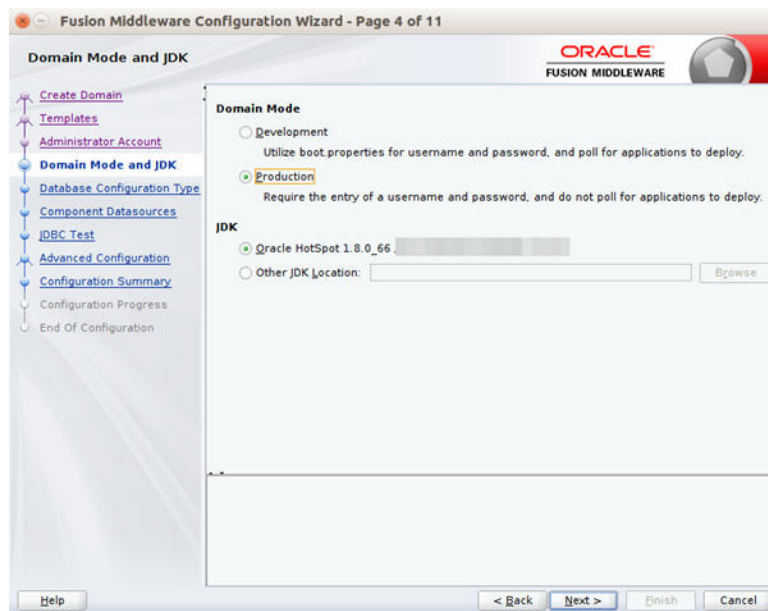 Fusion Middleware Configuration Wizard - Page 4 of 11
Domain Mode and JDK
ORACLE
FUSION MIDDLEWARE
Create Domain
Templates
Administrator Account
Domain Mode and JDK
Database Configuration Type
Component Datasources
JDBC Test
Advanced Configuration
Configuration Summary
Configuration Progress
End Of Configuration
Domain Mode
Development
Utilize boot.properties for username and password, and poll for applications to deploy.
Production
Require the entry of a username and password, and do not poll for applications to deploy.
JDK
Oracle HotSpot 1.8.0_66
Other JDK Location:
Browse
Help
< Back
Next >
Finish
Cancel